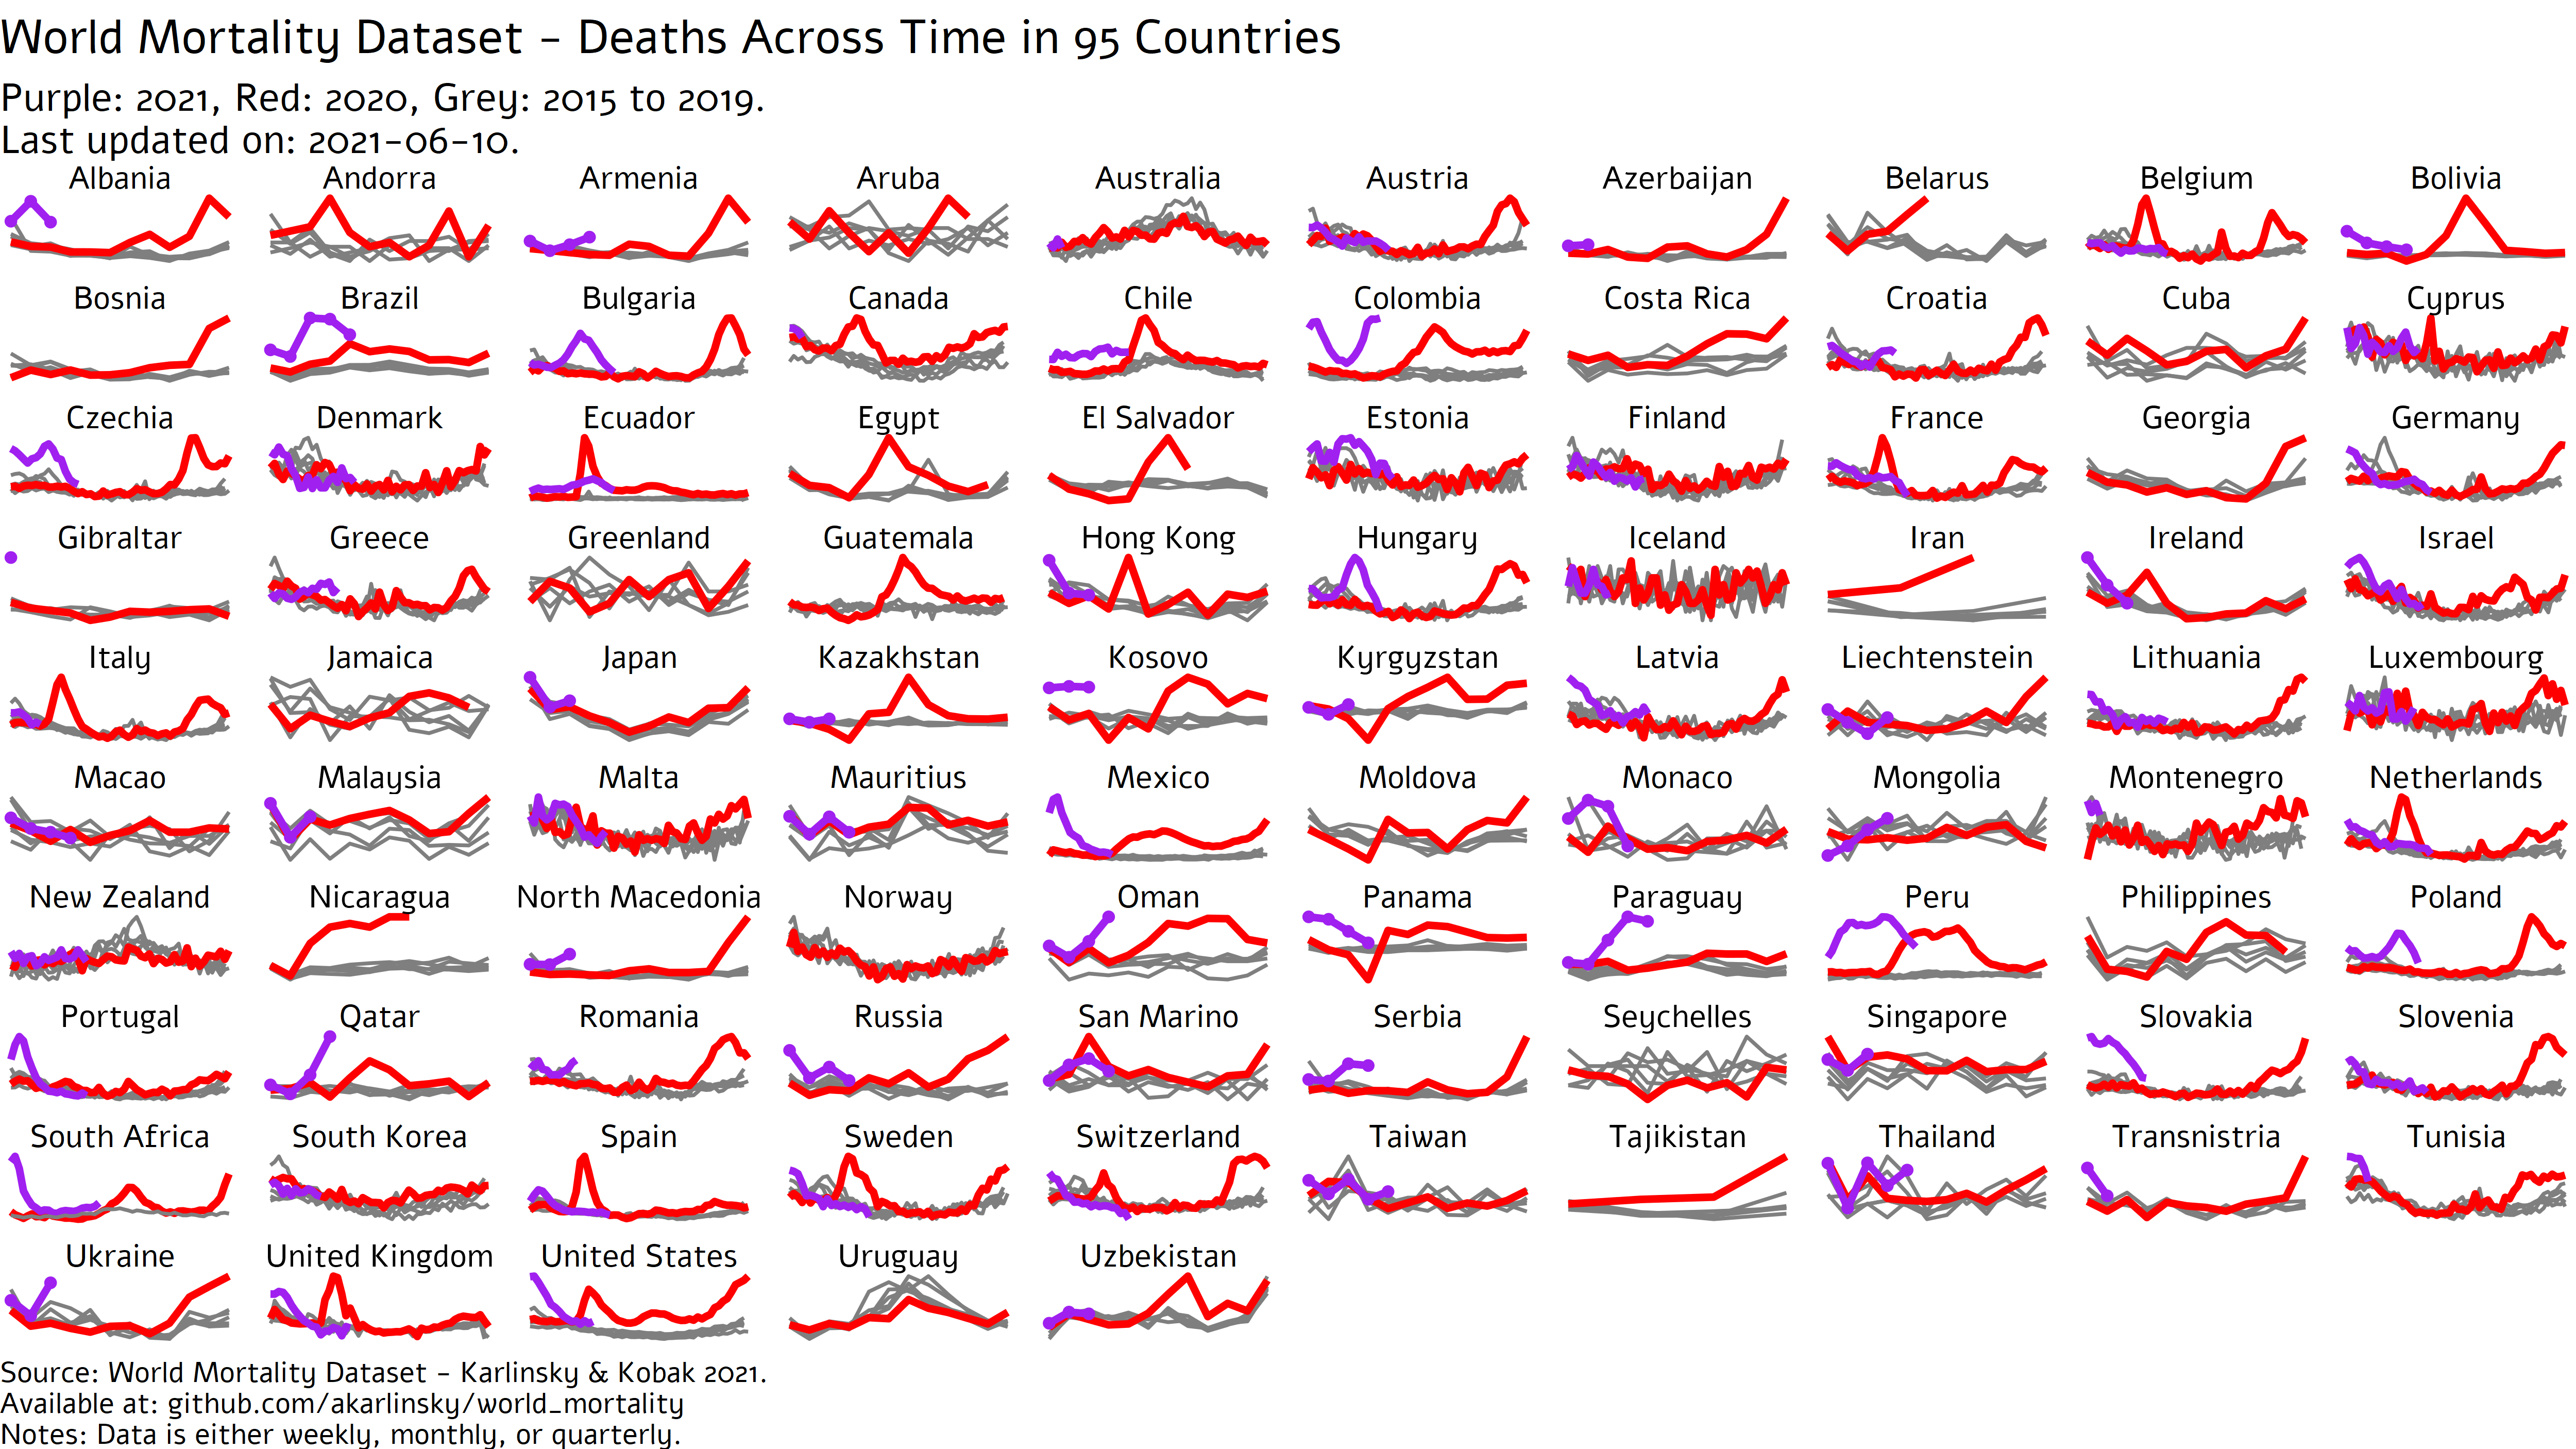 World Mortality Dataset - Deaths Across Time in 95 Countries
Purple: 2021, Red: 2020, Grey: 2015 to 2019.
Last updated on: 2021-06-10.
Albania Andorra Armenia Aruba Australia Austria Azerbaijan Belarus Belgium Bolivia
Bosnia Brazil Bulgaria Canada Chile Colombia Costa Rica Croatia Cuba Cyprus
Czechia Denmark Ecuador Egypt El Salvador Estonia Finland France Georgia Germany
Gibraltar Greece Greenland Guatemala Hong Kong Hungary Iceland Iran Ireland Israel
Italy Jamaica Japan Kazakhstan Kosovo Kyrgyzstan Latvia Liechtenstein Lithuania Luxembourg
Macao Malaysia Malta Mauritius Mexico Moldova Monaco Mongolia Montenegro Netherlands
New Zealand Nicaragua North Macedonia Norway Oman Panama Paraguay Peru Philippines Poland
Portugal Qatar Romania Russia San Marino Serbia Seychelles Singapore Slovakia Slovenia
South Africa South Korea Spain Sweden Switzerland Taiwan Tajikistan Thailand Transnistria Tunisia
Ukraine United Kingdom United States Uruguay Uzbekistan
Source: World Mortality Dataset - Karlinsky & Kobak 2021.
Available at: github.com/akarlinsky/world_mortality
Notes: Data is either weekly, monthly, or quarterly.